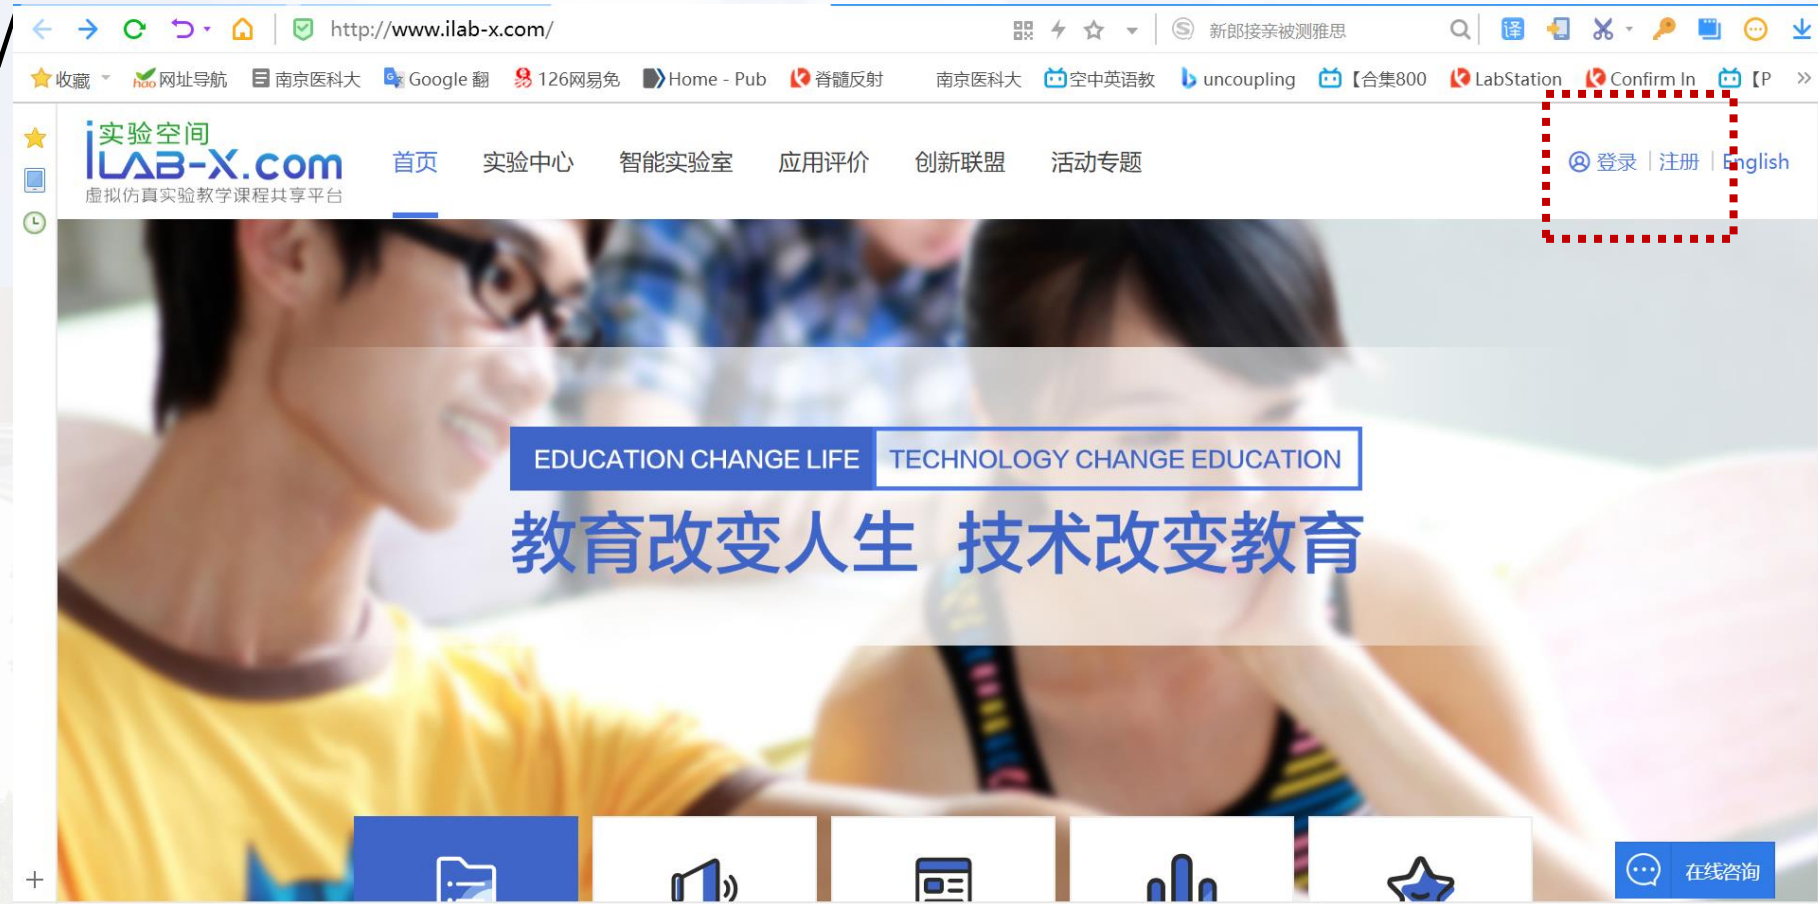 http://www.ilab-x.com/
新郎接亲被测雅思
译
收藏 网址导航 南京医科大 Google 翻 126网易免 Home - Pub 脊髓反射 南京医科大 空中英语教 uncoupling 【合集800 LabStation Confirm In 【P
实验空间
iLAB-X.com
虚拟仿真实验教学课程共享平台
首页 实验中心 智能实验室 应用评价 创新联盟 活动专题
登录 注册 English
EDUCATION CHANGE LIFE TECHNOLOGY CHANGE EDUCATION
教育改变人生 技术改变教育
在线咨询